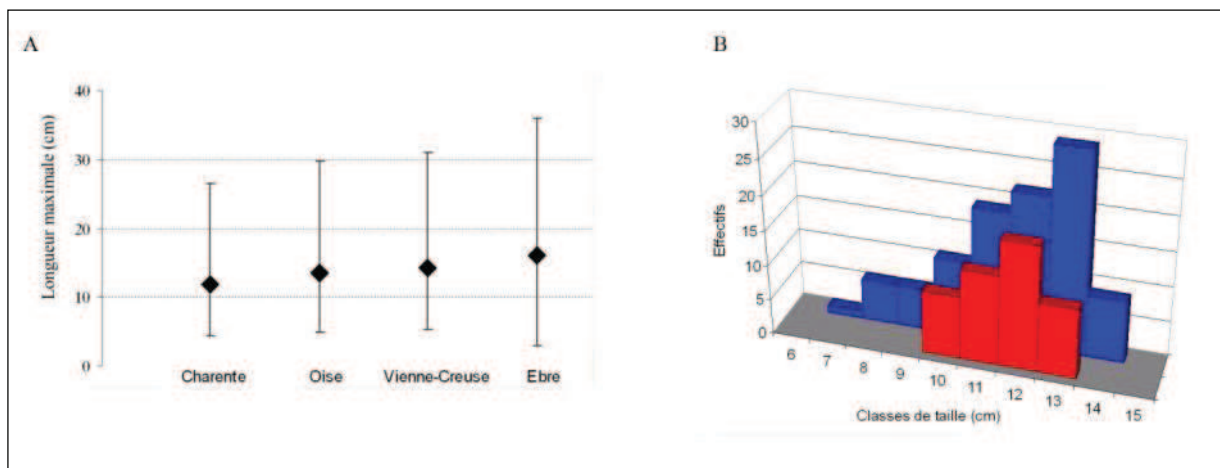 A
Longueur maximale (cm)
40
30
20
10
0
Charente
Oise
Vienne-Creuse
Ebre
B
Effectifs
30
25
20
15
10
5
0
6
7
8
9
10
11
12
13
14
15
Classes de taille (cm)